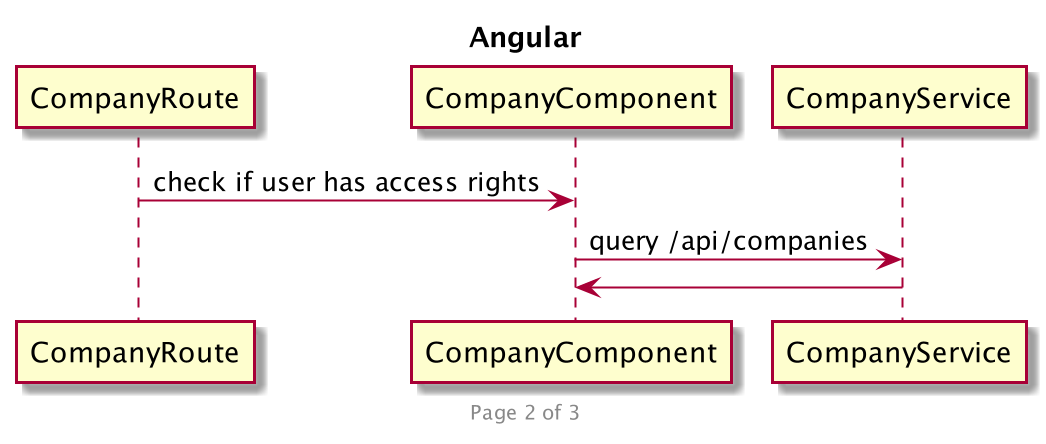 Angular
CompanyRoute
CompanyComponent
CompanyService
check if user has access rights
query /api/companies
CompanyRoute
CompanyComponent
CompanyService
Page 2 of 3